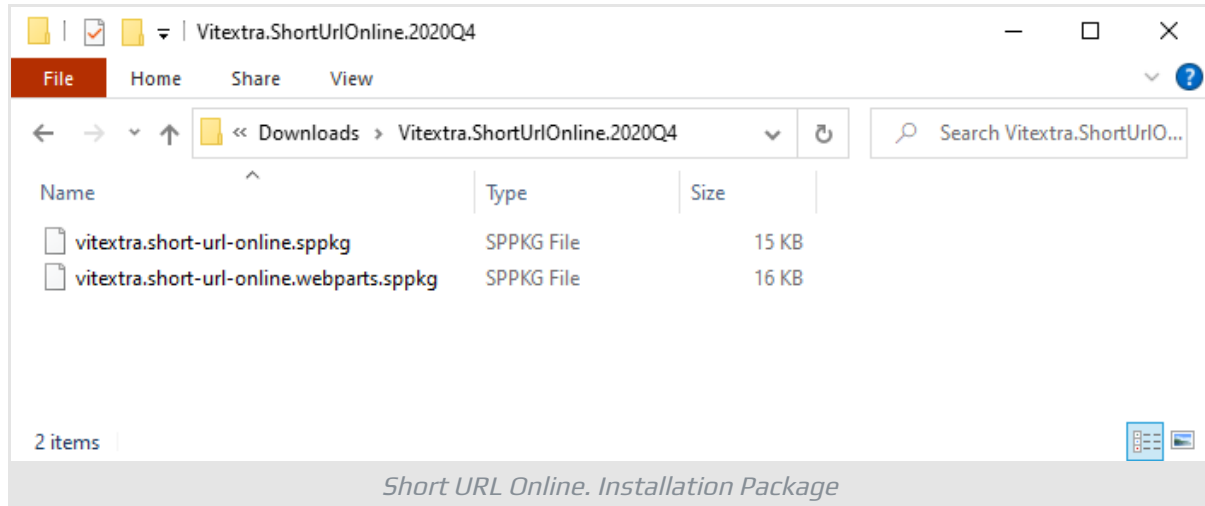 Vitextra.ShortUrlOnline.2020Q4
File Home Share View
« Downloads > Vitextra.ShortUrlOnline.2020Q4 Search Vitextra.ShortUrlO...
Name Type Size
vitextra.short-url-online.sppkg SPPKG File 15 KB
vitextra.short-url-online.webparts.sppkg SPPKG File 16 KB
2 items
Short URL Online. Installation Package